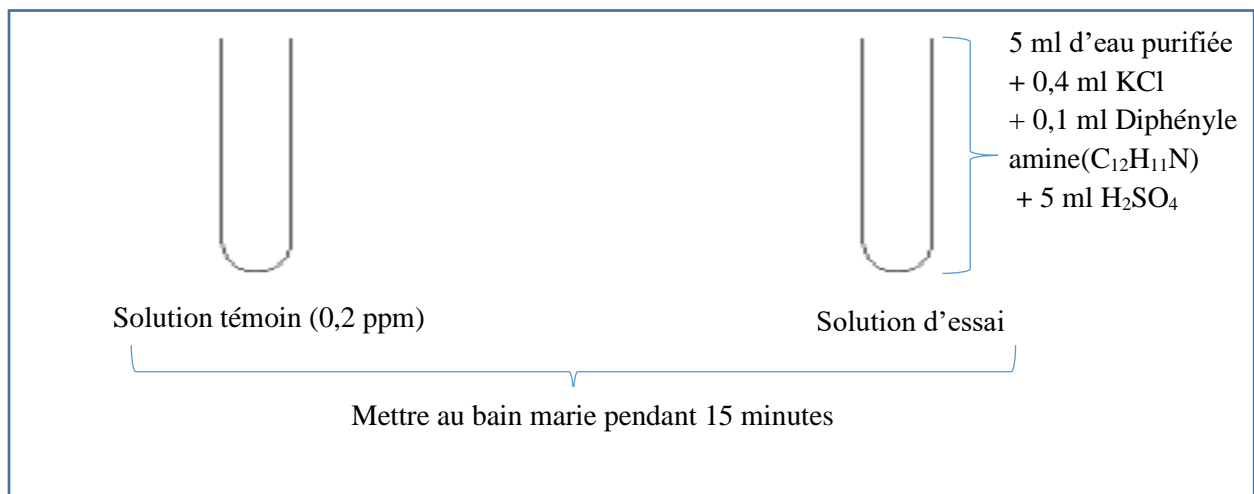 5 ml d’eau purifiée
+ 0,4 ml KCl
+ 0,1 ml Diphényle
amine(C₁₂H₁₁N)
+ 5 ml H₂SO₄
Solution témoin (0,2 ppm)
Solution d’essai
Mettre au bain marie pendant 15 minutes